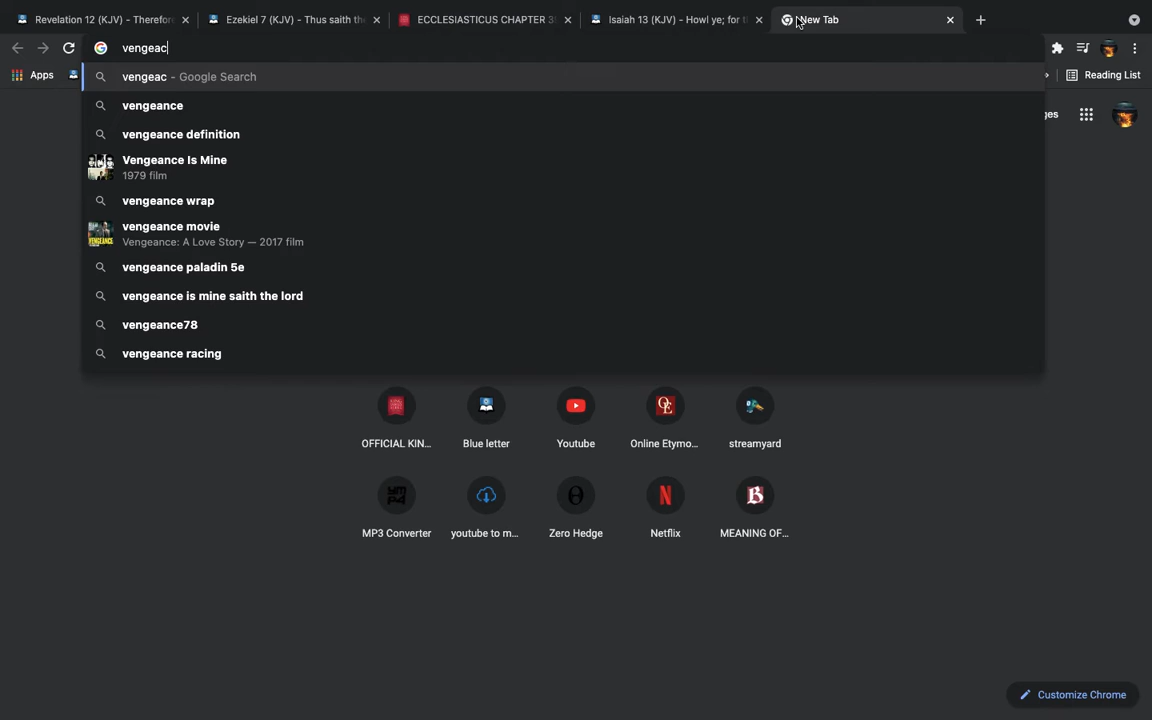 Revelation 12 (KJV) - Therefore
Ezekiel 7 (KJV) - Thus saith the
ECCLESIASTICUS CHAPTER 3
Isaiah 13 (KJV) - Howl ye; for t
New Tab
vengeac
Apps
Reading List
vengeac - Google Search
vengeance
ges
vengeance definition
Vengeance Is Mine
1979 film
vengeance wrap
vengeance movie
Vengeance: A Love Story — 2017 film
vengeance paladin 5e
vengeance is mine saith the lord
vengeance78
vengeance racing
OFFICIAL KIN...
Blue letter
Youtube
Online Etymo...
streamyard
MP3 Converter
youtube to m...
Zero Hedge
Netflix
MEANING OF...
Customize Chrome